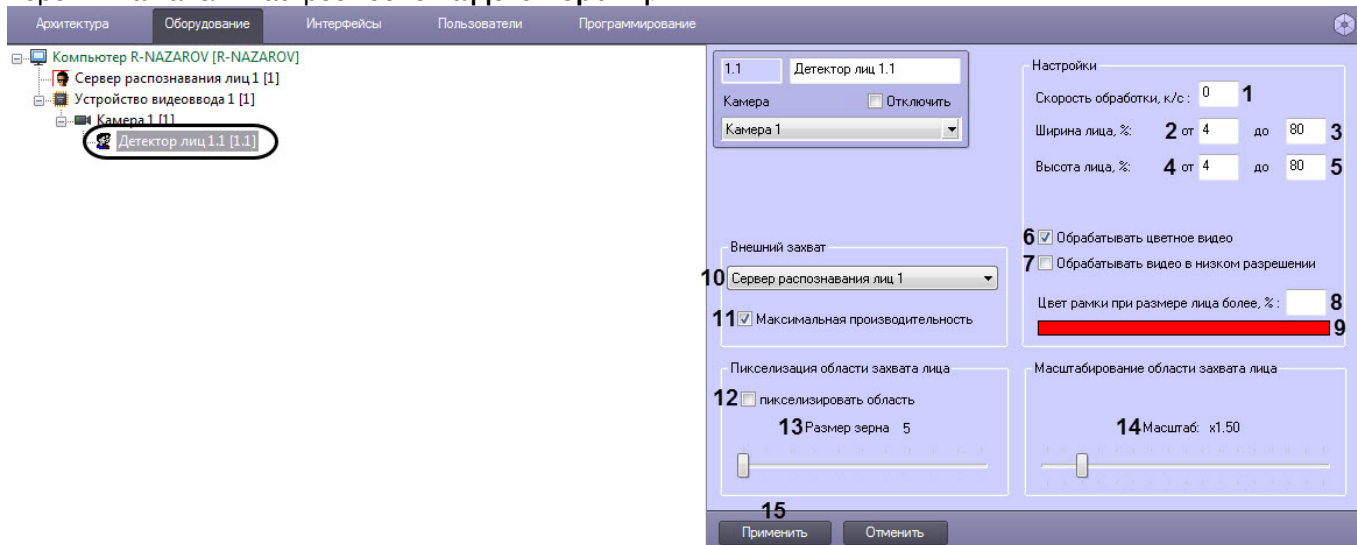 Архитектура Оборудование Интерфейсы Пользователи Программирование
Компьютер R-NAZAROV [R-NAZAROV]
Сервер распознавания лиц 1 [1]
Устройство видеоввода 1 [1]
Камера 1 [1]
Детектор лиц 1.1 [1.1]
1.1 Детектор лиц 1.1
Камера Отключить
Камера 1
Настройки
Скорость обработки, к/с : 0 1
Ширина лица, %: 2 от 4 до 80 3
Высота лица, %: 4 от 4 до 80 5
6 Обрабатывать цветное видео
7 Обрабатывать видео в низком разрешении
Цвет рамки при размере лица более, % : 8
9
Внешний захват
10 Сервер распознавания лиц 1
11 Максимальная производительность
Пикселизация области захвата лица
12 пикселизировать область
13 Размер зерна 5
Масштабирование области захвата лица
14 Масштаб: x1.50
15
Применить Отменить